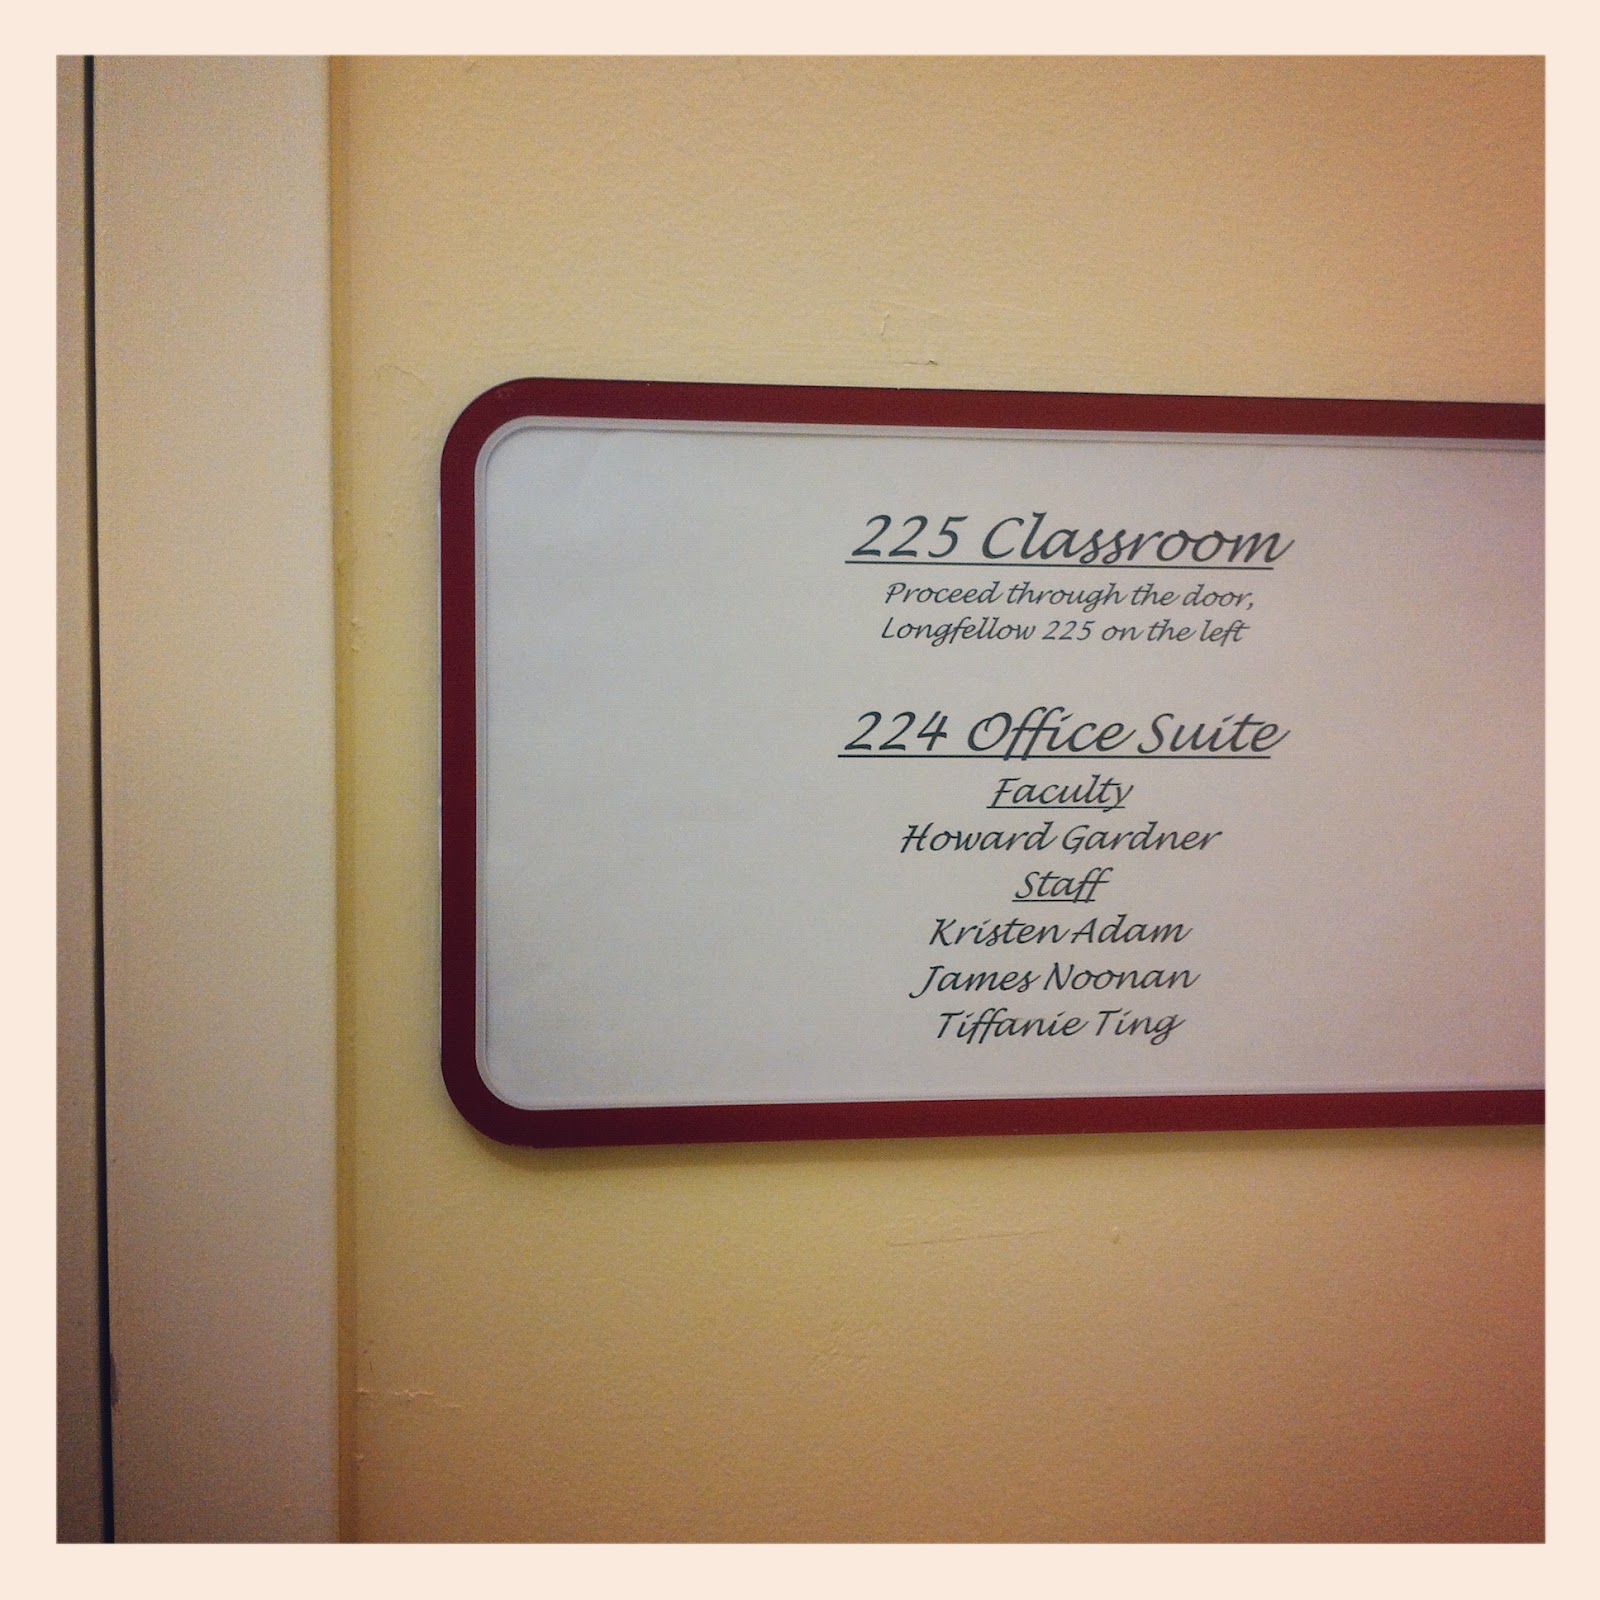 225 Classroom
Proceed through the door,
Longfellow 225 on the left
224 Office Suite
Faculty
Howard Gardner
Staff
Kristen Adam
James Noonan
Tiffanie Ting